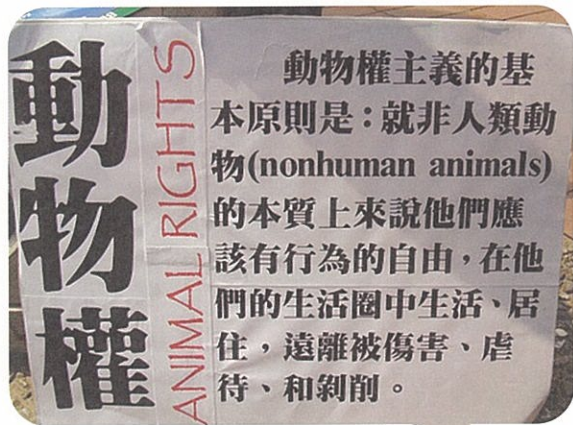 動物權
ANIMAL RIGHTS
動物權主義的基
本原則是：就非人類動
物(nonhuman animals)
的本質上來說他們應
該有行為的自由，在他
們的生活圈中生活、居
住，遠離被傷害、虐
待、和剝削。